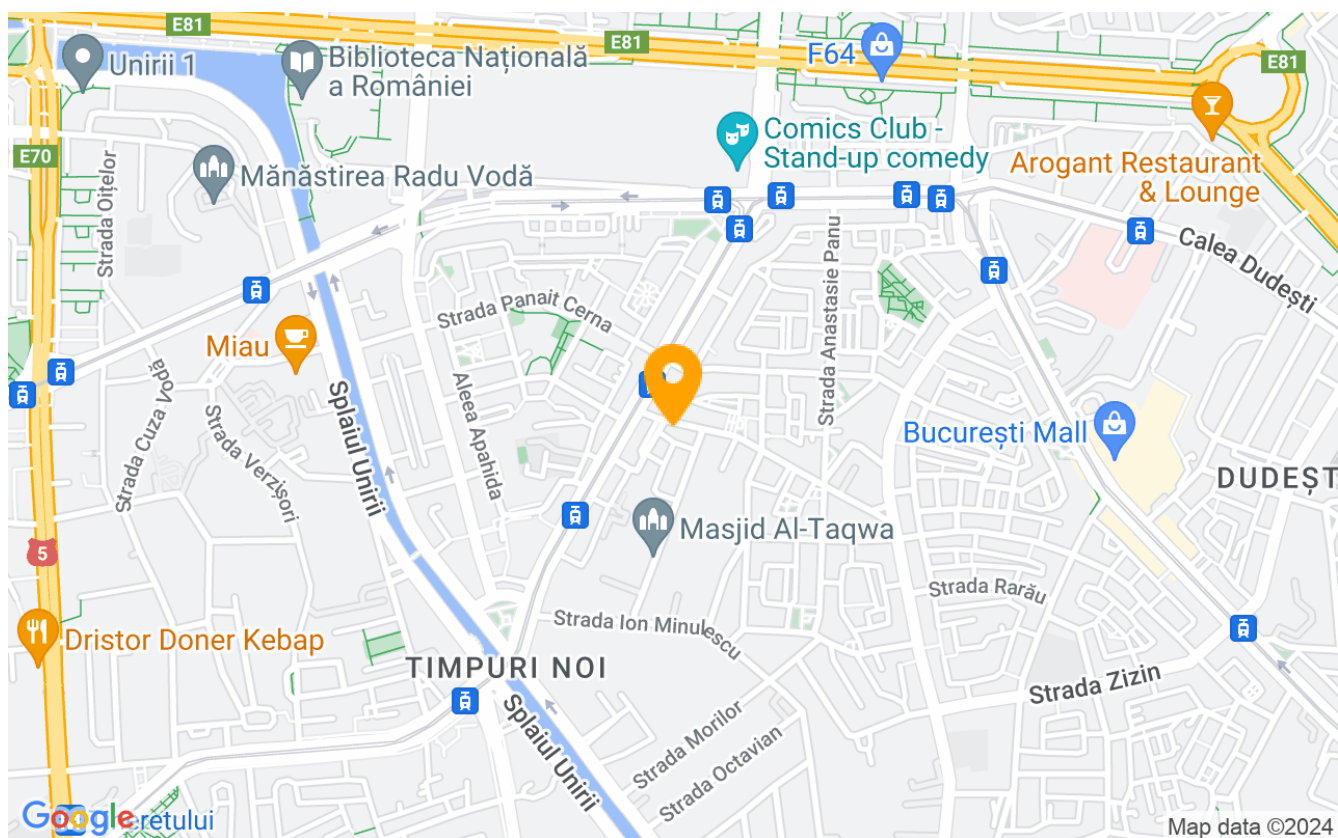 E81
E81
F64
E81
Unirii 1
Biblioteca Națională
a României
Comics Club -
Stand-up comedy
Arogant Restaurant
& Lounge
E70
Strada Oițelor
Mănăstirea Radu Vodă
Calea Dudești
Strada Panait Cerna
Strada Anastasie Panu
Miau
Splaiul Unirii
Aleea Apahida
Strada Cuza Vodă
Strada Verzișori
București Mall
DUDEȘT
5
Masjid Al-Taqwa
Strada Rarău
Strada Ion Minulescu
Dristor Doner Kebap
TIMPURI NOI
Strada Zizin
Splaiul Unirii
Strada Morilor
Strada Octavian
Google
eretului
Map data ©2024